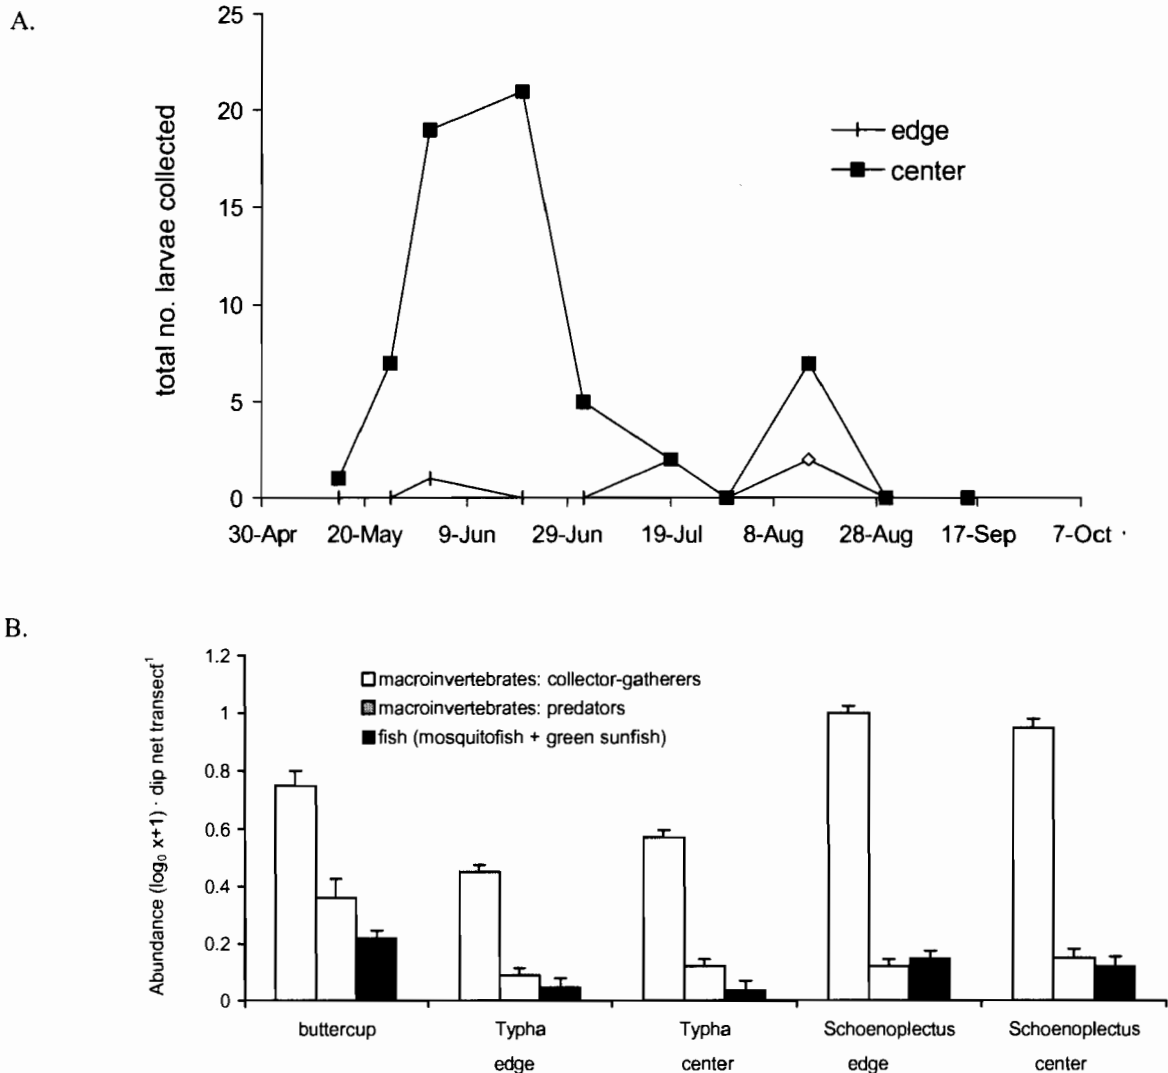 A.
25
20
15
10
5
0
total no. larvae collected
edge
center
30-Apr 20-May 9-Jun 29-Jun 19-Jul 8-Aug 28-Aug 17-Sep 7-Oct
B.
1.2
1
0.8
0.6
0.4
0.2
0
Abundance (log₀ x+1) · dip net transect¹
macroinvertebrates: collector-gatherers
macroinvertebrates: predators
fish (mosquitofish + green sunfish)
buttercup Typha Typha Schoenoplectus Schoenoplectus
edge center edge center